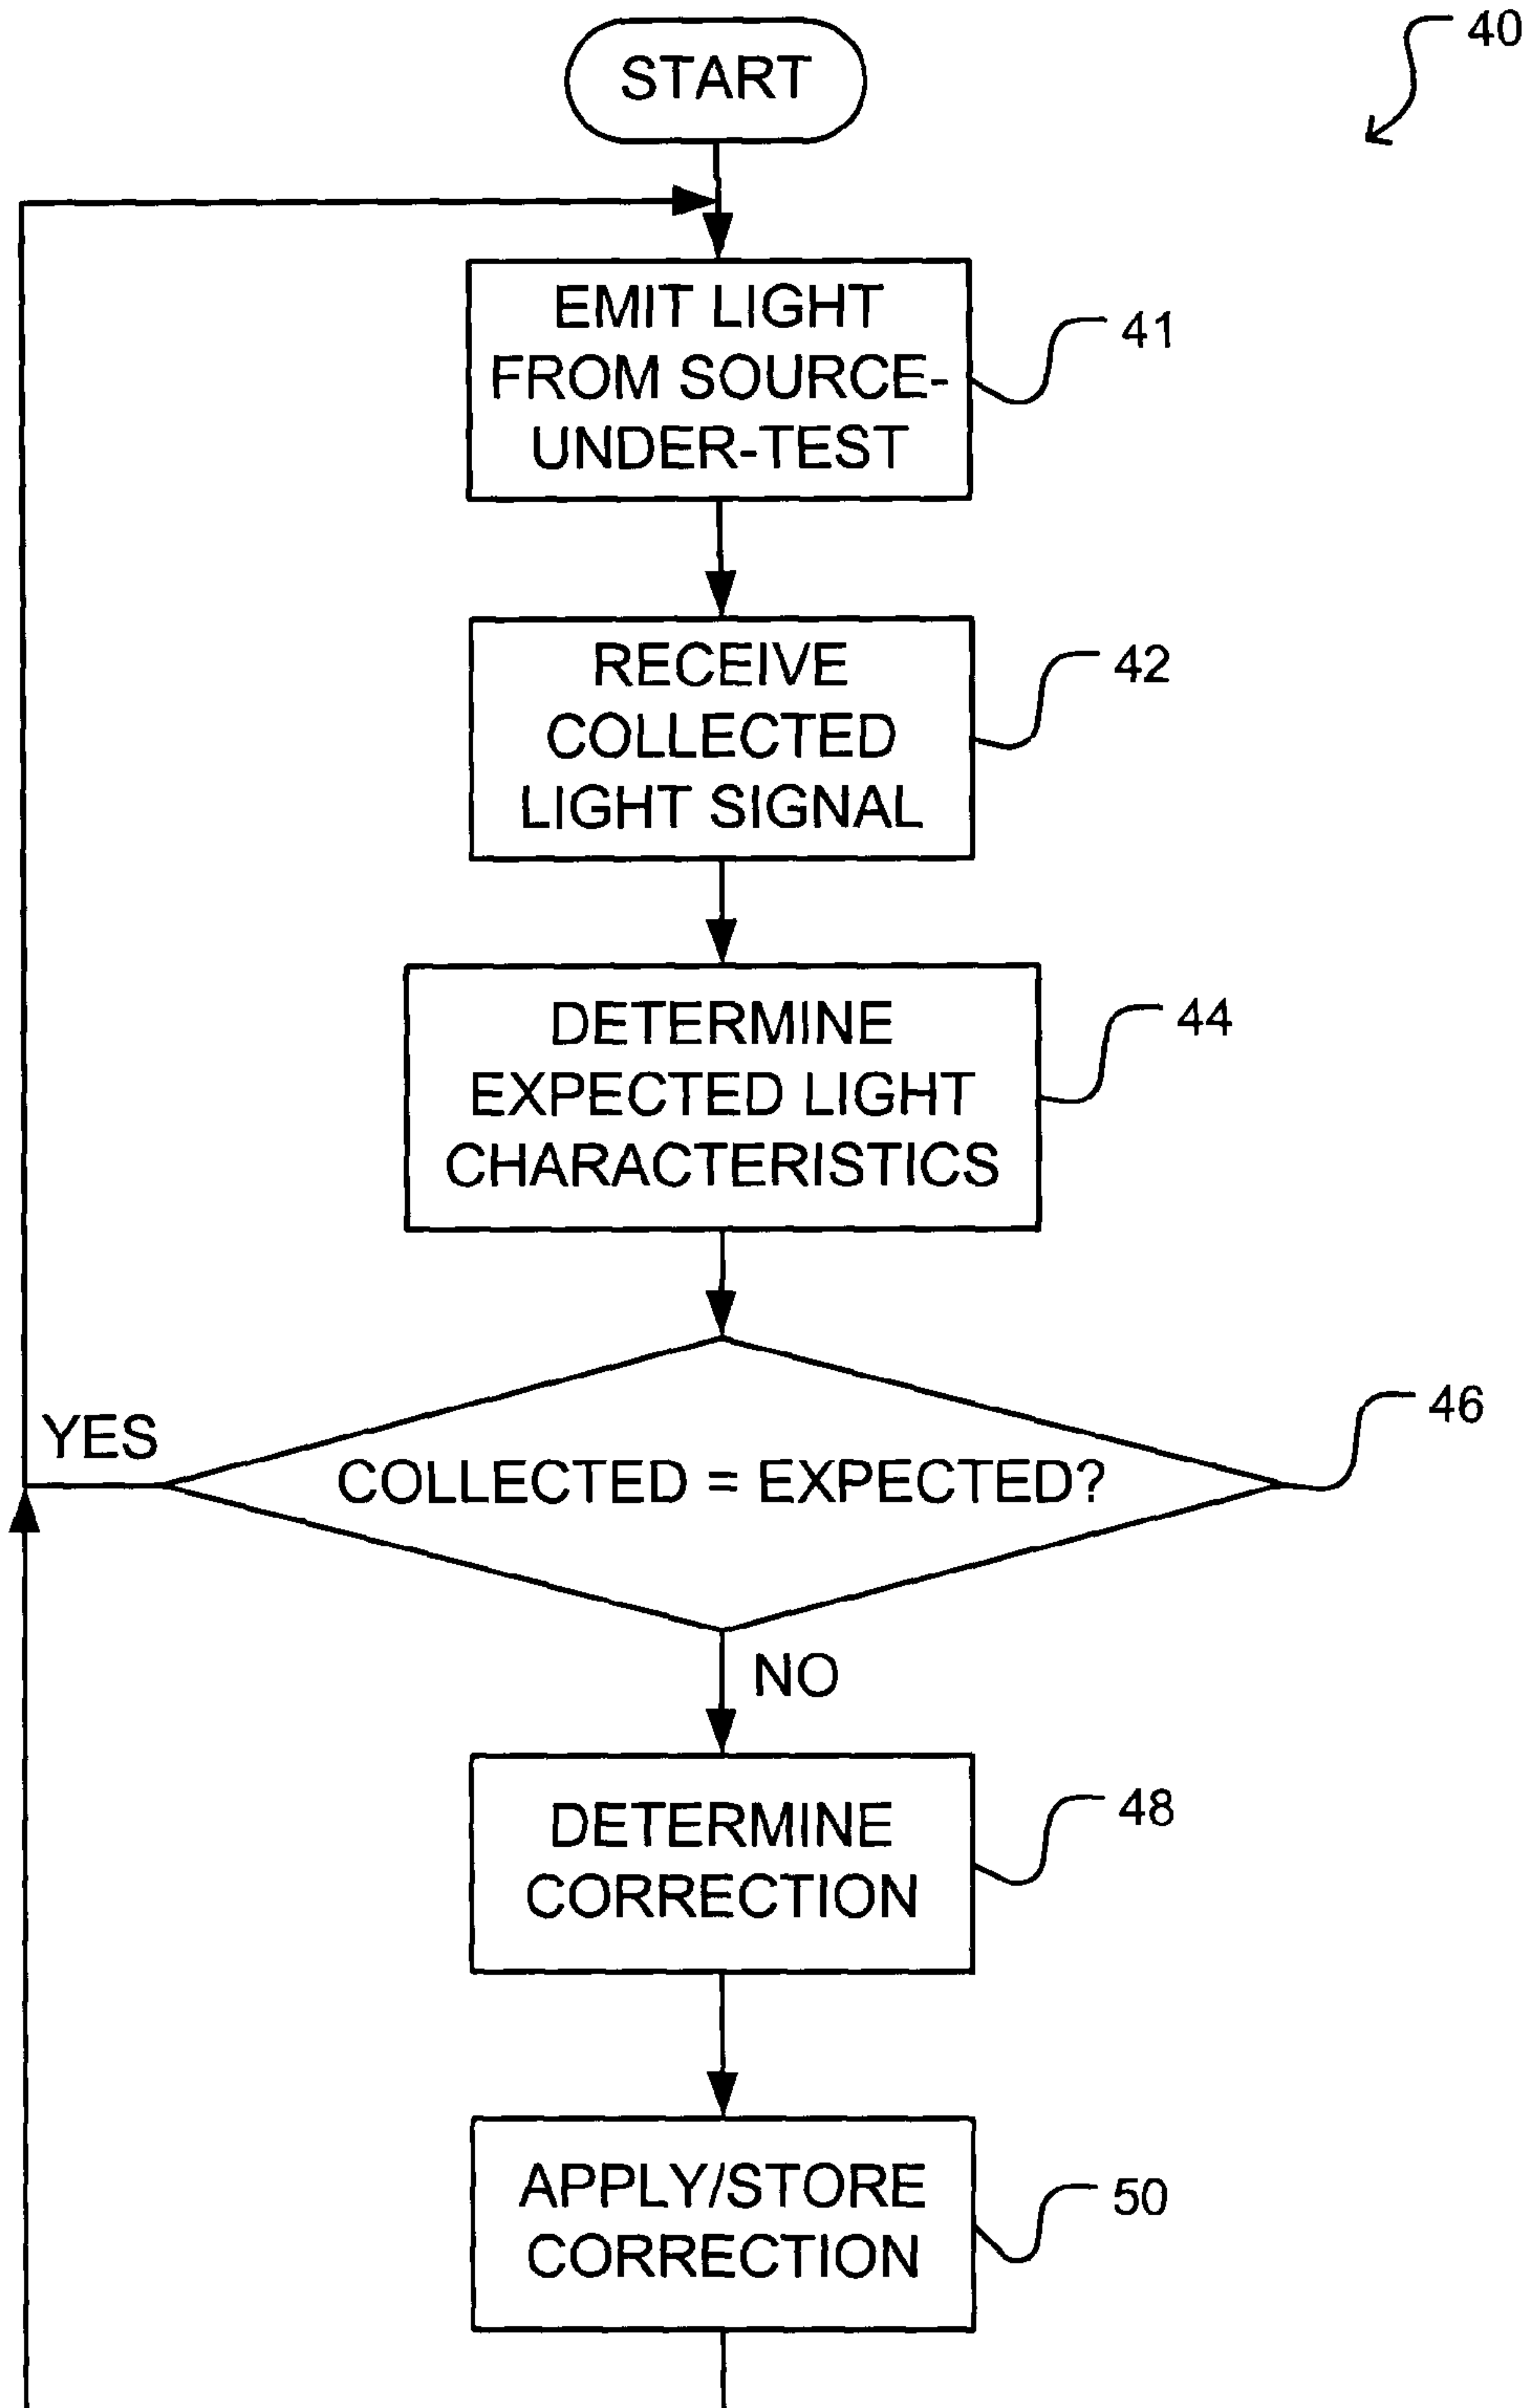 40
START
EMIT LIGHT
FROM SOURCE-
UNDER-TEST
41
RECEIVE
COLLECTED
LIGHT SIGNAL
42
DETERMINE
EXPECTED LIGHT
CHARACTERISTICS
44
YES
COLLECTED = EXPECTED?
46
NO
DETERMINE
CORRECTION
48
APPLY/STORE
CORRECTION
50